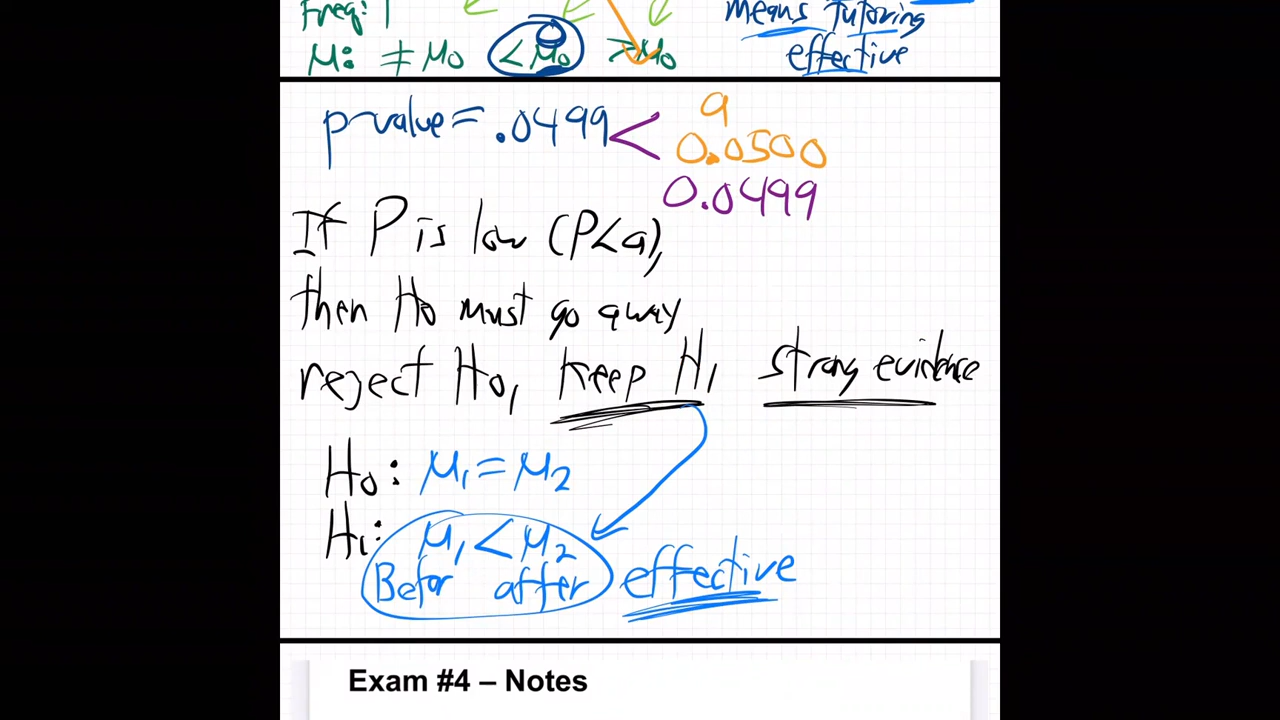 Freq: 1
means tutoring
μ: ≠ μ0 < μ0 > μ0
effective
a
p-value = .0499 < 0.0500
0.0499
If P is low (P<a),
then Ho must go away
reject Ho, keep H1 strong evidence
Ho: μ1 = μ2
H1: μ1 < μ2
Befor after effective
Exam #4 – Notes